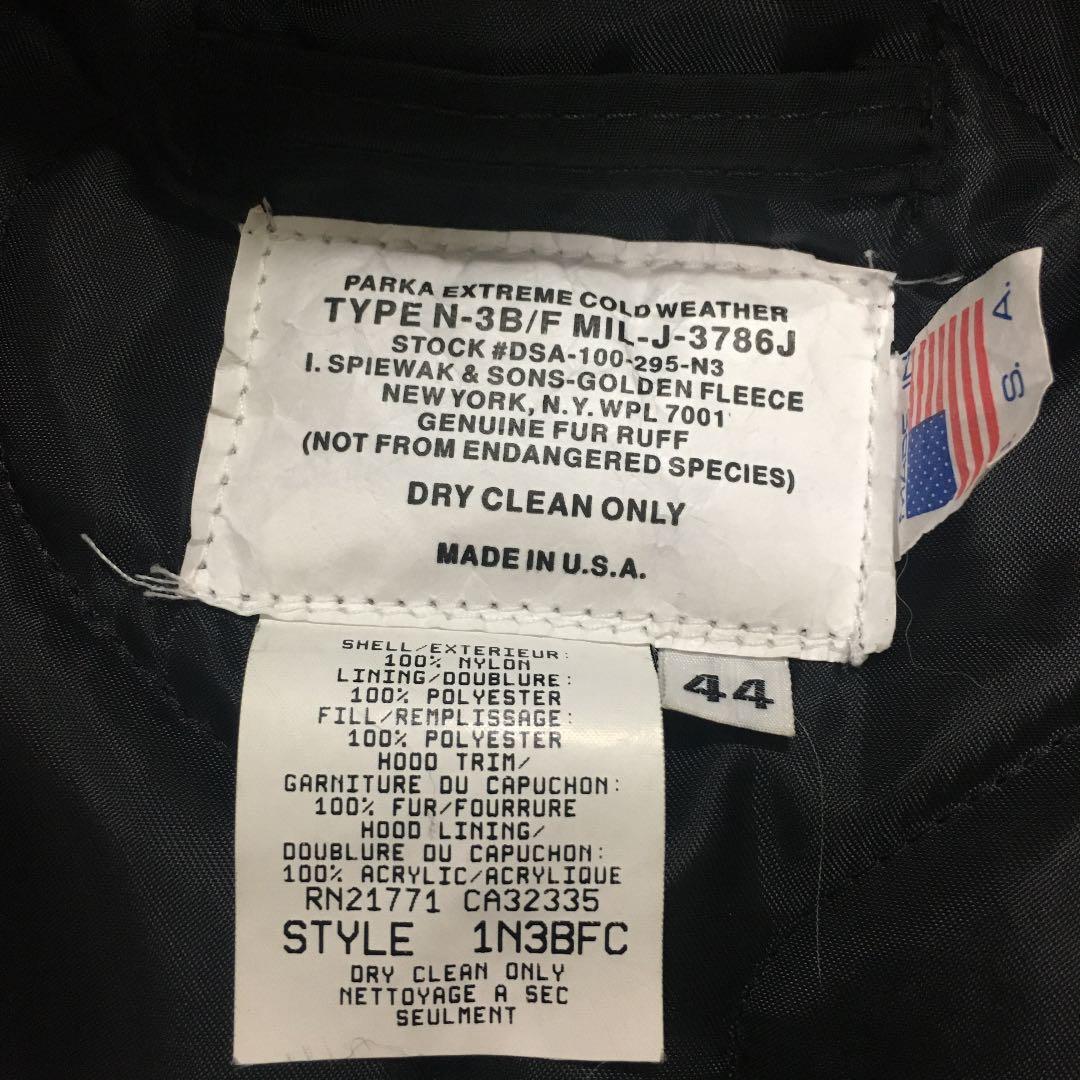 PARKA EXTREME COLD WEATHER
TYPE N-3B/F MIL-J-3786J
STOCK #DSA-100-295-N3
I. SPIEWAK & SONS-GOLDEN FLEECE
NEW YORK, N.Y. WPL 7001
GENUINE FUR RUFF
(NOT FROM ENDANGERED SPECIES)
DRY CLEAN ONLY
MADE IN U.S.A.
MADE IN
U. S. A.
44
SHELL/EXTERIEUR:
100% NYLON
LINING/DOUBLURE:
100% POLYESTER
FILL/REMPLISSAGE:
100% POLYESTER
HOOD TRIM/
GARNITURE DU CAPUCHON:
100% FUR/FOURRURE
HOOD LINING/
DOUBLURE DU CAPUCHON:
100% ACRYLIC/ACRYLIQUE
RN21771 CA32335
STYLE 1N3BFC
DRY CLEAN ONLY
NETTOYAGE A SEC
SEULMENT